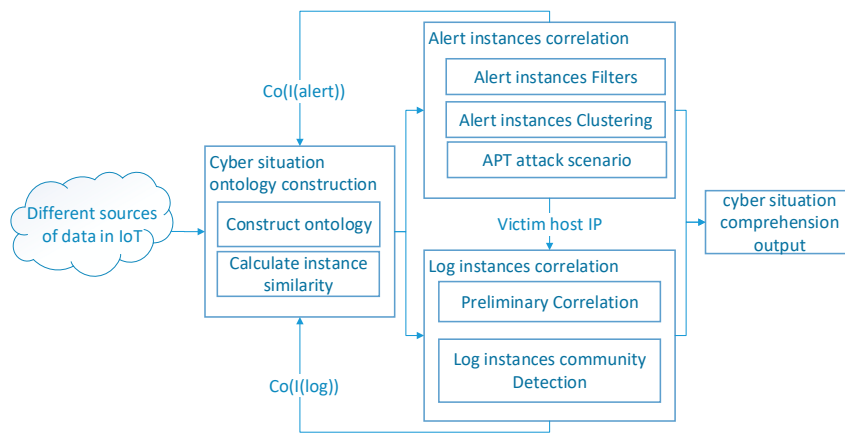 Different sources
of data in IoT
Cyber situation
ontology construction
Construct ontology
Calculate instance
similarity
Co(I(alert))
Co(I(log))
Alert instances correlation
Alert instances Filters
Alert instances Clustering
APT attack scenario
Victim host IP
Log instances correlation
Preliminary Correlation
Log instances community
Detection
cyber situation
comprehension
output